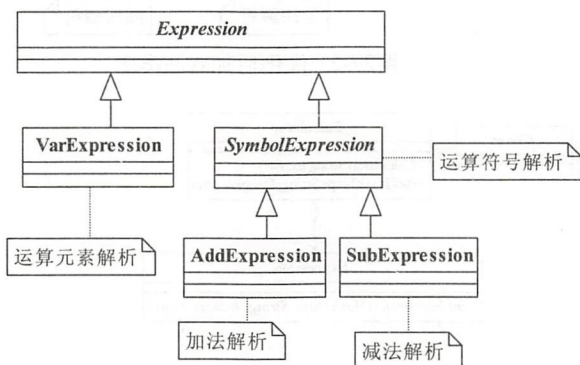 Expression
VarExpression
SymbolExpression
运算符号解析
运算元素解析
AddExpression
SubExpression
加法解析
减法解析